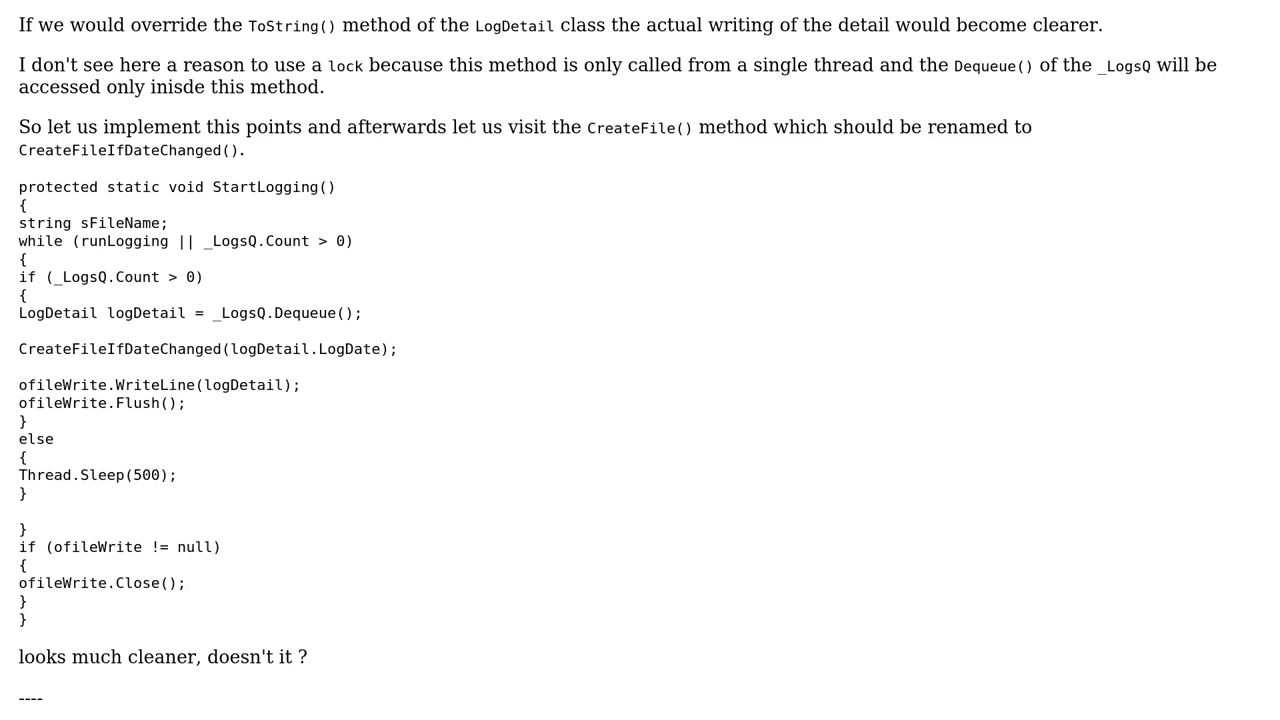 If we would override the ToString() method of the LogDetail class the actual writing of the detail would become clearer.
I don't see here a reason to use a lock because this method is only called from a single thread and the Dequeue() of the _LogsQ will be
accessed only inisde this method.
So let us implement this points and afterwards let us visit the CreateFile() method which should be renamed to
CreateFileIfDateChanged().
protected static void StartLogging()
{
string sFileName;
while (runLogging || _LogsQ.Count > 0)
{
if (_LogsQ.Count > 0)
{
LogDetail logDetail = _LogsQ.Dequeue();
CreateFileIfDateChanged(logDetail.LogDate);
ofileWrite.WriteLine(logDetail);
ofileWrite.Flush();
}
else
{
Thread.Sleep(500);
}
}
if (ofileWrite != null)
{
ofileWrite.Close();
}
}
looks much cleaner, doesn't it ?
----